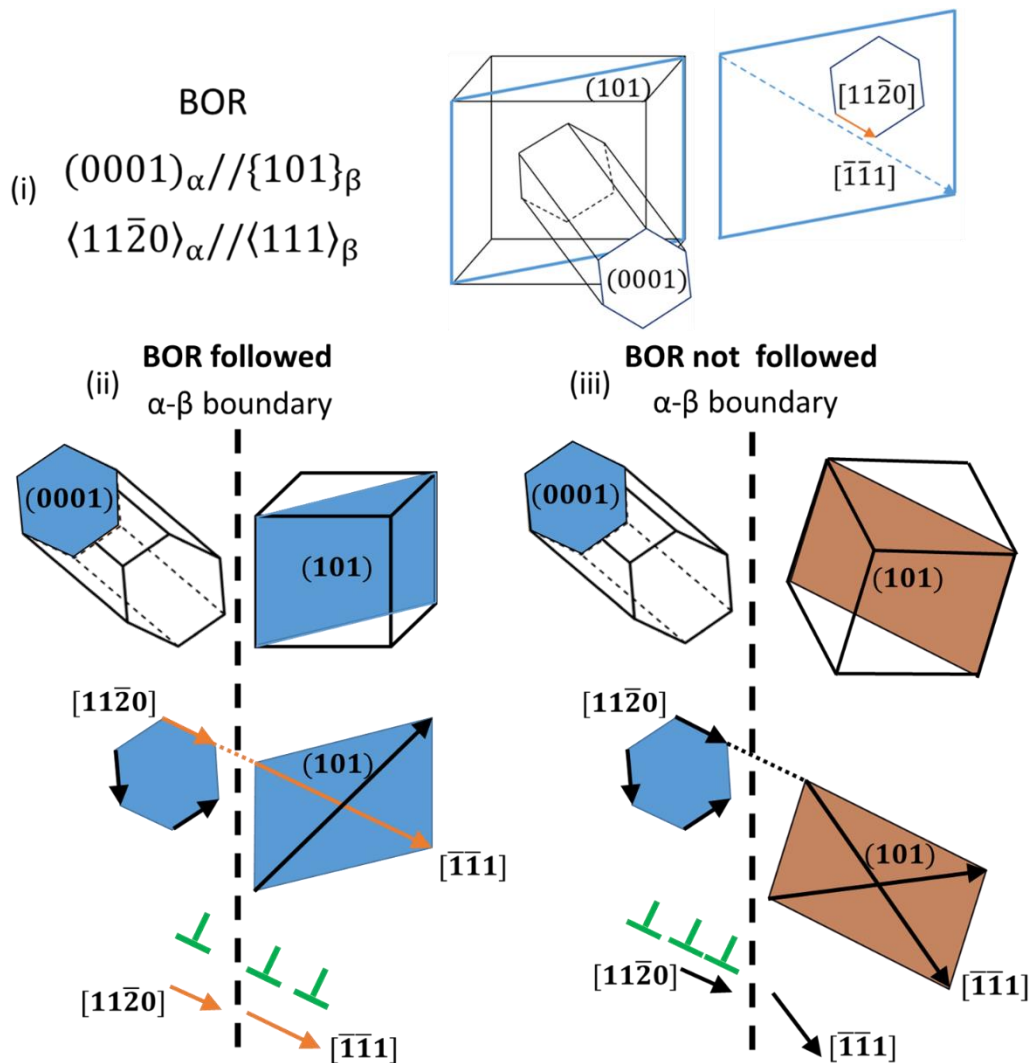 BOR
(i) (0001)α//{101}β
⟨112̅0⟩α//⟨111⟩β
(101)
(0001)
[112̅0]
[1̅1̅1]
BOR followed
(ii) α-β boundary
(0001)
(101)
[112̅0]
(101)
[1̅1̅1]
[112̅0]
[1̅1̅1]
BOR not followed
(iii) α-β boundary
(0001)
(101)
[112̅0]
(101)
[1̅1̅1]
[112̅0]
[1̅1̅1]